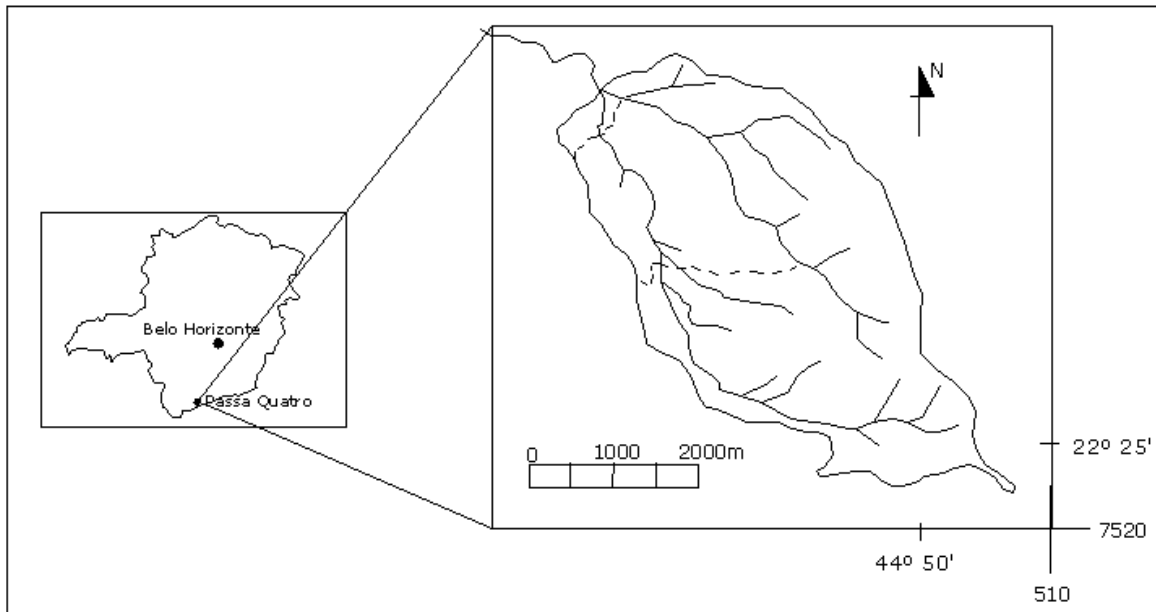 N
Belo Horizonte
Passa Quatro
0 1000 2000m
22º 25'
7520
44º 50'
510